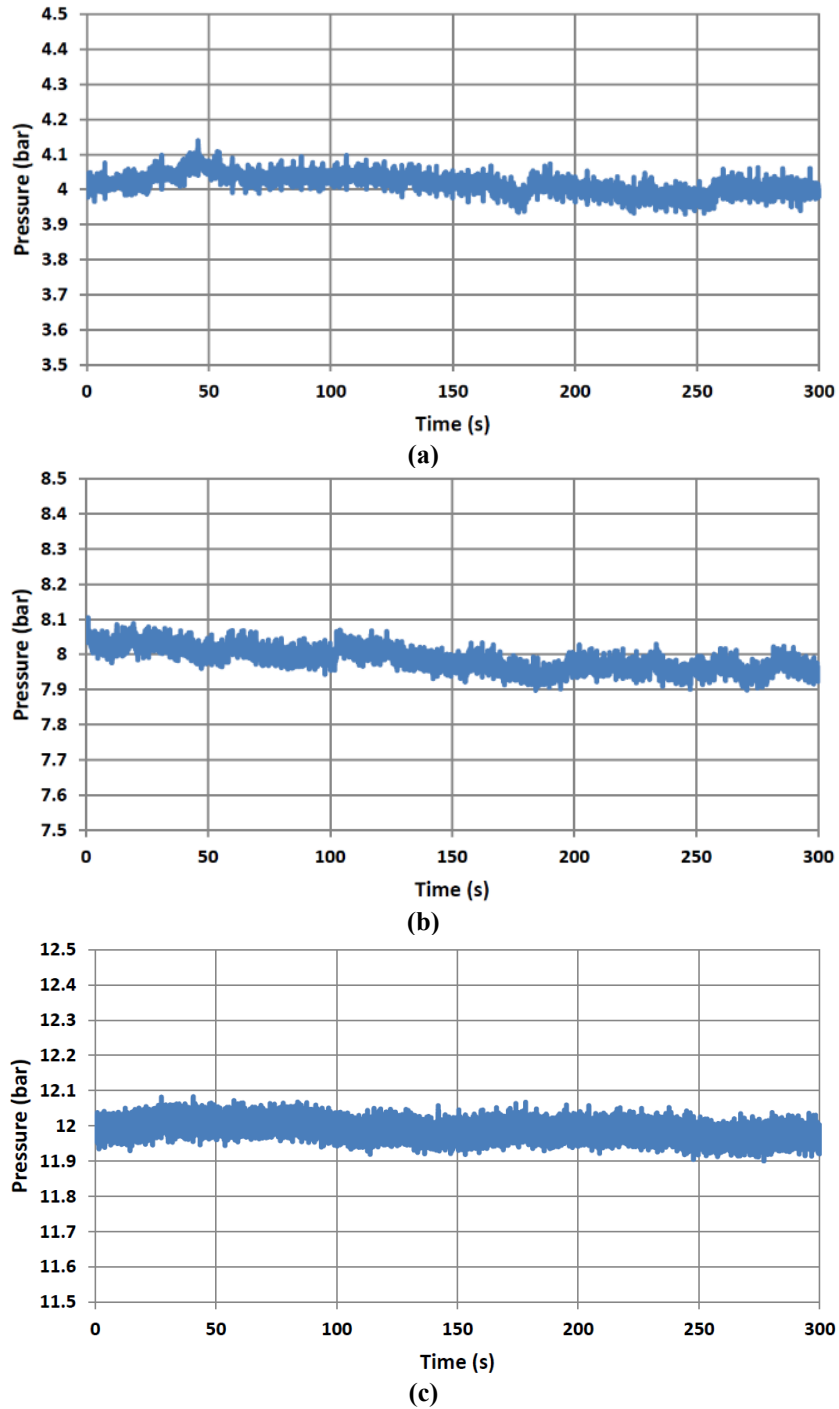 4.5
4.4
4.3
4.2
4.1
4
3.9
3.8
3.7
3.6
3.5
Pressure (bar)
0 50 100 150 200 250 300
Time (s)
(a)
8.5
8.4
8.3
8.2
8.1
8
7.9
7.8
7.7
7.6
7.5
Pressure (bar)
0 50 100 150 200 250 300
Time (s)
(b)
12.5
12.4
12.3
12.2
12.1
12
11.9
11.8
11.7
11.6
11.5
Pressure (bar)
0 50 100 150 200 250 300
Time (s)
(c)